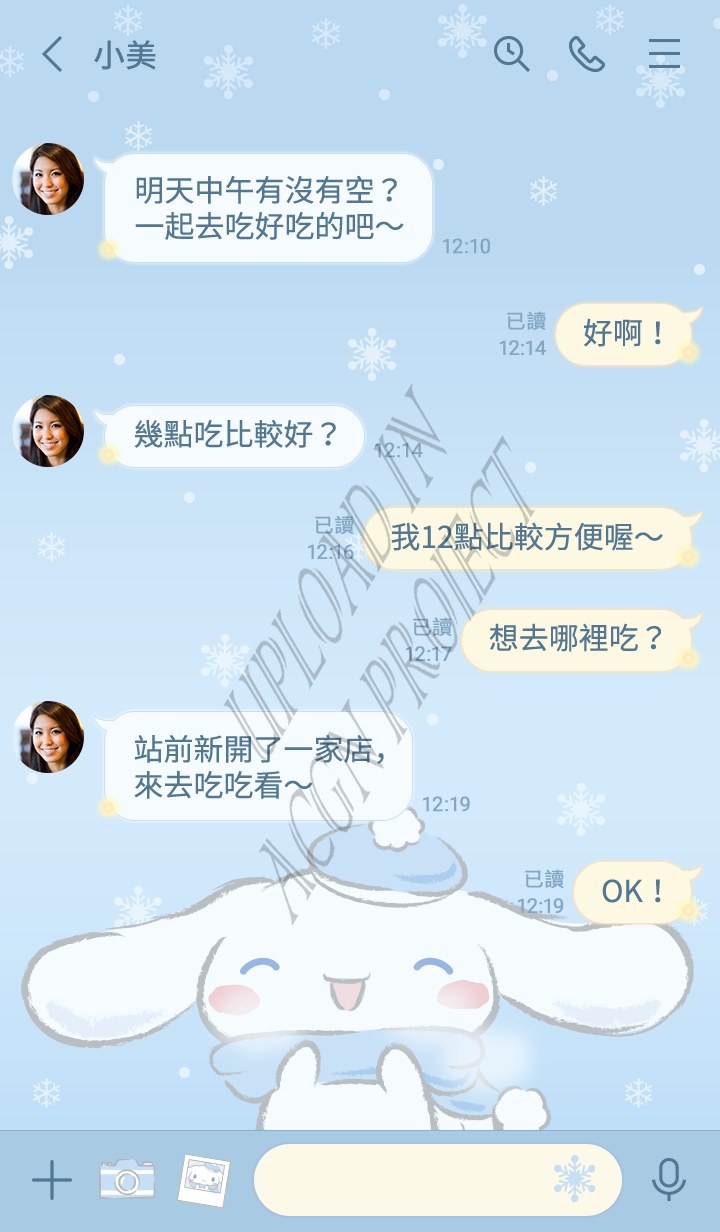 小美
明天中午有沒有空？
一起去吃好吃的吧～
12:10
已讀
12:14
好啊！
幾點吃比較好？
12:14
已讀
12:16
我12點比較方便喔～
已讀
12:17
想去哪裡吃？
站前新開了一家店，
來去吃吃看～
12:19
已讀
12:19
OK！
UPLOAD IN
ACGN PROJECT